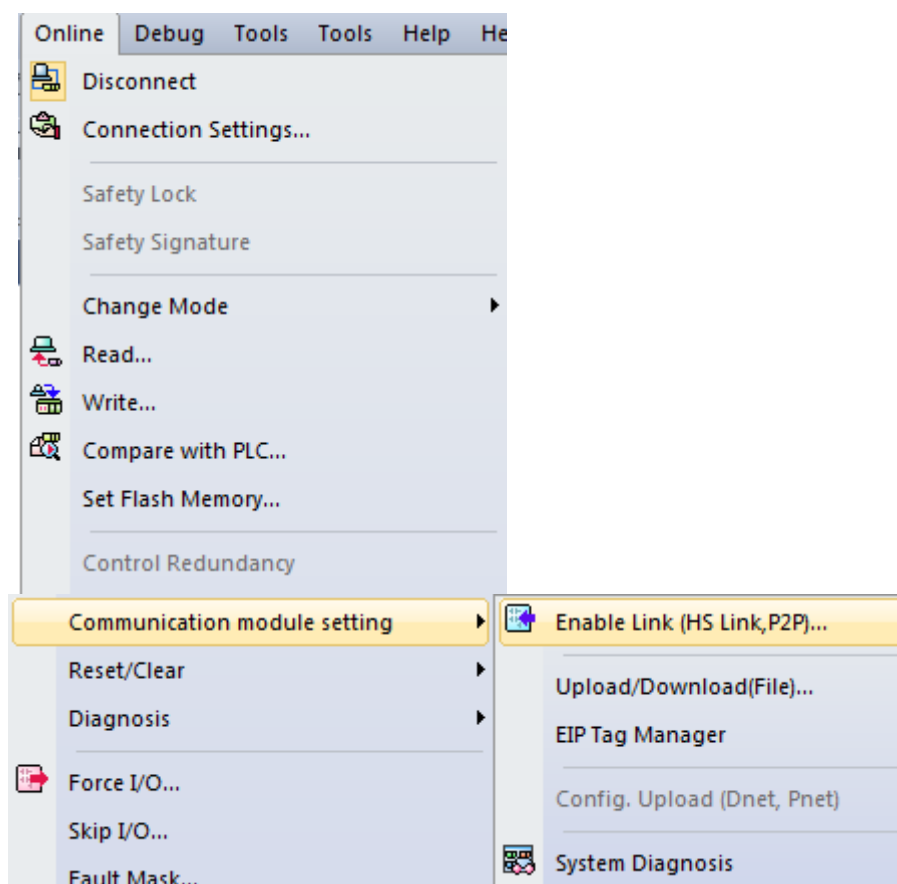 Online Debug Tools Tools Help He
Disconnect
Connection Settings...
Safety Lock
Safety Signature
Change Mode
Read...
Write...
Compare with PLC...
Set Flash Memory...
Control Redundancy
Communication module setting
Enable Link (HS Link,P2P)...
Reset/Clear
Upload/Download(File)...
Diagnosis
EIP Tag Manager
Force I/O...
Config. Upload (Dnet, Pnet)
Skip I/O...
System Diagnosis
Fault Mask...